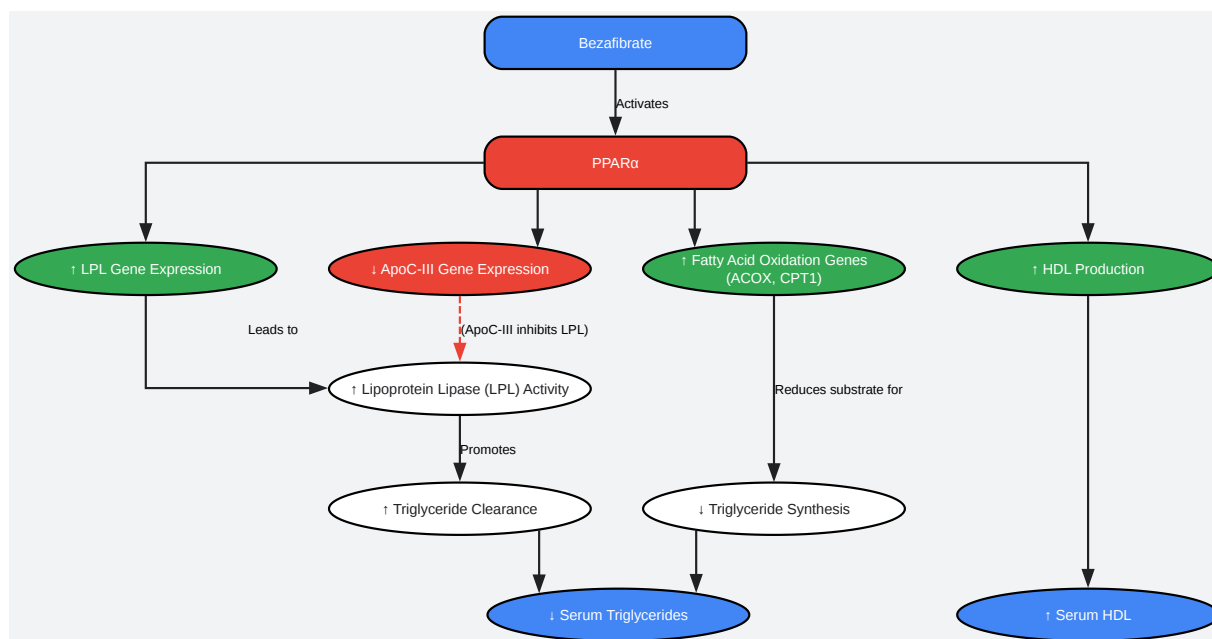 Bezafibrate
Activates
PPARα
↑ LPL Gene Expression
↓ ApoC-III Gene Expression
↑ Fatty Acid Oxidation Genes
(ACOX, CPT1)
↑ HDL Production
Leads to
(ApoC-III inhibits LPL)
↑ Lipoprotein Lipase (LPL) Activity
Reduces substrate for
Promotes
↑ Triglyceride Clearance
↓ Triglyceride Synthesis
↓ Serum Triglycerides
↑ Serum HDL